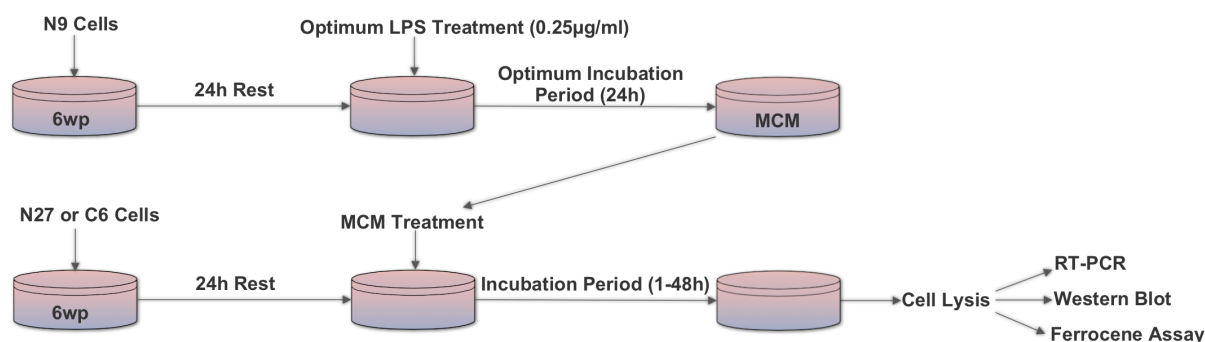 N9 Cells
Optimum LPS Treatment (0.25µg/ml)
24h Rest
Optimum Incubation
Period (24h)
6wp
MCM
N27 or C6 Cells
MCM Treatment
24h Rest
Incubation Period (1-48h)
6wp
Cell Lysis
RT-PCR
Western Blot
Ferrocene Assay